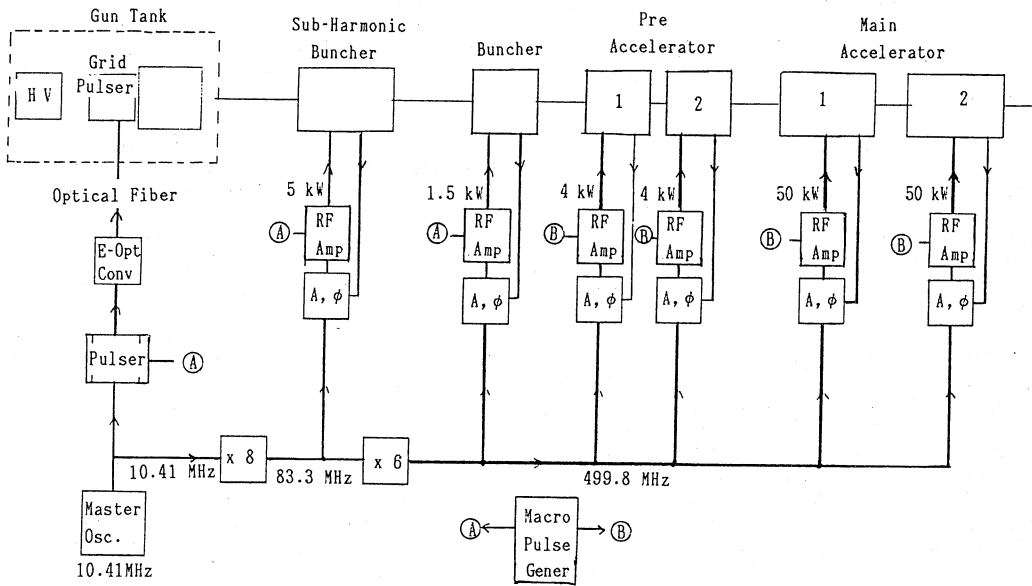 Gun Tank
Sub-Harmonic
Buncher
Buncher
Pre
Accelerator
Main
Accelerator
H V
Grid
Pulser
1
2
1
2
Optical Fiber
5 kW
1.5 kW
4 kW
4 kW
50 kW
50 kW
A
RF
Amp
A
RF
Amp
B
RF
Amp
B
RF
Amp
B
RF
Amp
B
RF
Amp
E-Opt
Conv
A, ϕ
A, ϕ
A, ϕ
A, ϕ
A, ϕ
A, ϕ
Pulser
A
10.41 MHz
x 8
83.3 MHz
x 6
499.8 MHz
Master
Osc.
10.41MHz
A
Macro
Pulse
Gener
B